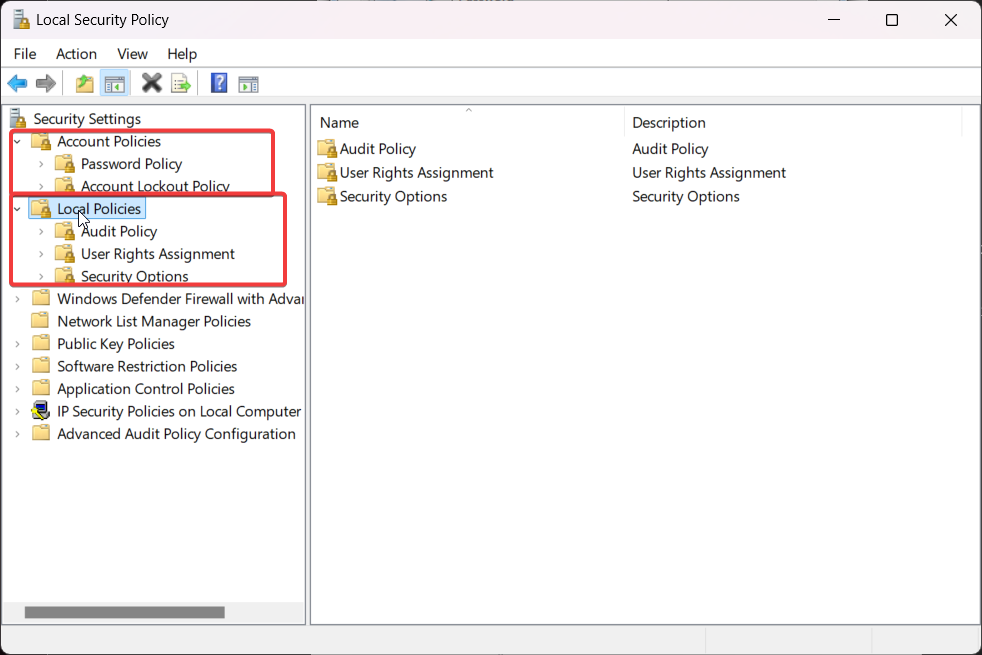 Local Security Policy
File Action View Help
Security Settings
Account Policies
Password Policy
Account Lockout Policy
Local Policies
Audit Policy
User Rights Assignment
Security Options
Windows Defender Firewall with Adva
Network List Manager Policies
Public Key Policies
Software Restriction Policies
Application Control Policies
IP Security Policies on Local Computer
Advanced Audit Policy Configuration
Name Description
Audit Policy Audit Policy
User Rights Assignment User Rights Assignment
Security Options Security Options